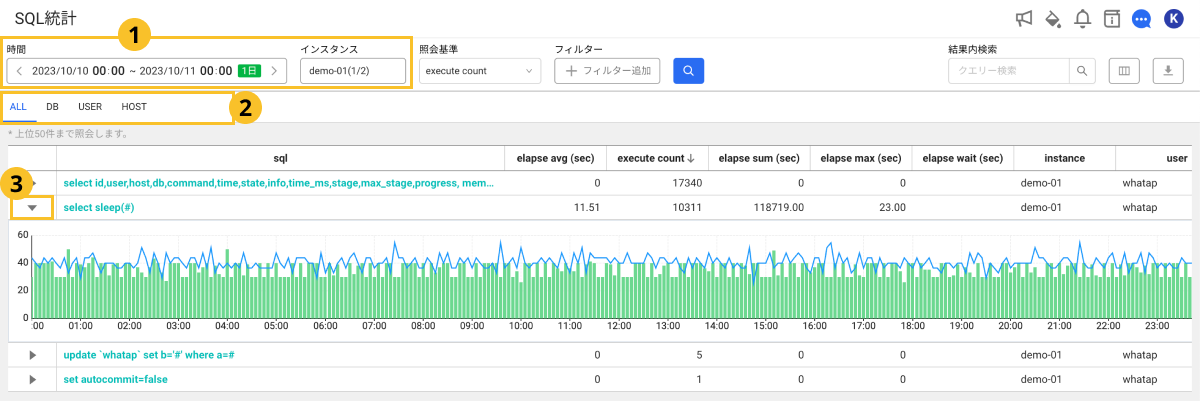 SQL統計
K
1
時間
インスタンス
照会基準
フィルター
結果内検索
2023/10/10 00:00 ~ 2023/10/11 00:00 1日
demo-01(1/2)
execute count
フィルター追加
クエリー検索
ALL DB USER HOST
2
* 上位50件まで照会します。
sql elapse avg (sec) execute count elapse sum (sec) elapse max (sec) elapse wait (sec) instance user
3
select id,user,host,db,command,time,state,info,time_ms,stage,max_stage,progress, mem... 0 17340 0 0 demo-01 whatap
select sleep(#) 11.51 10311 118719.00 23.00 demo-01 whatap
60
40
20
0
:00 01:00 02:00 03:00 04:00 05:00 06:00 07:00 08:00 09:00 10:00 11:00 12:00 13:00 14:00 15:00 16:00 17:00 18:00 19:00 20:00 21:00 22:00 23:00
update `whatap` set b='#' where a=# 0 5 0 0 demo-01 whatap
set autocommit=false 0 1 0 0 demo-01 whatap